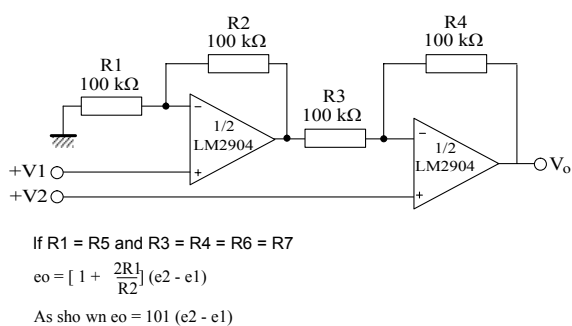 R4
100 kΩ
R2
100 kΩ
R1
100 kΩ
R3
100 kΩ
1/2
LM2904
1/2
LM2904
+V1
+V2
Vo
If R1 = R5 and R3 = R4 = R6 = R7
eo = [ 1 + 2R1/R2] (e2 - e1)
As sho wn eo = 101 (e2 - e1)